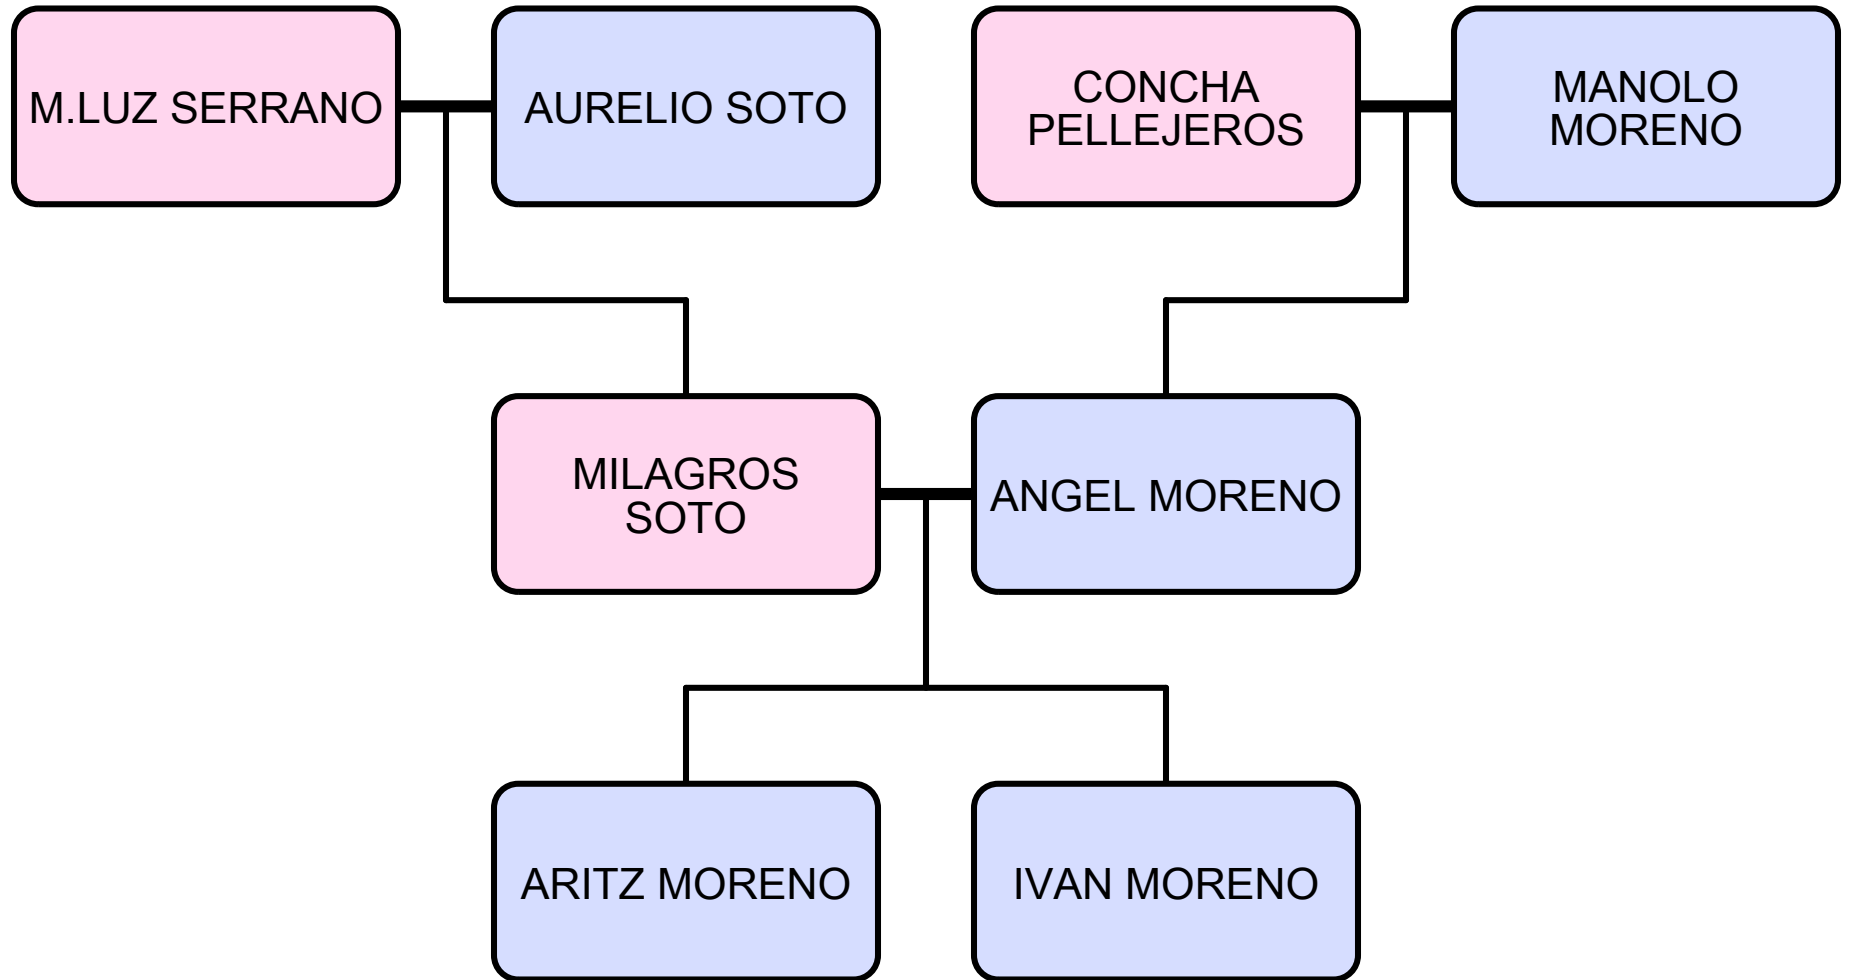 M.LUZ SERRANO
AURELIO SOTO
CONCHA
PELLEJEROS
MANOLO
MORENO
MILAGROS
SOTO
ANGEL MORENO
ARITZ MORENO
IVAN MORENO